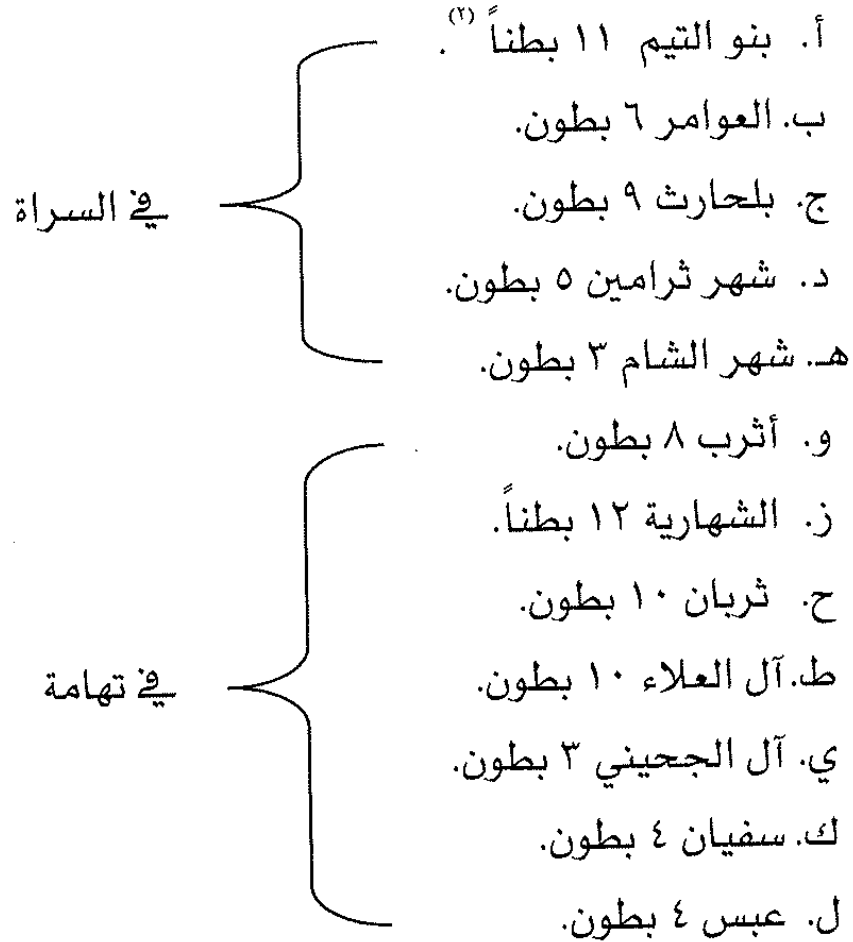 أ. بنو التيم ١١ بطناً (٢).
ب. العوامر ٦ بطون.
ج. بلحارث ٩ بطون.
في السراة
د. شهر ثرامين ٥ بطون.
هـ. شهر الشام ٣ بطون.
و. أثرب ٨ بطون.
ز. الشهارية ١٢ بطناً.
ح. ثربان ١٠ بطون.
ط. آل العلاء ١٠ بطون.
في تهامة
ي. آل الجحيني ٣ بطون.
ك. سفيان ٤ بطون.
ل. عبس ٤ بطون.